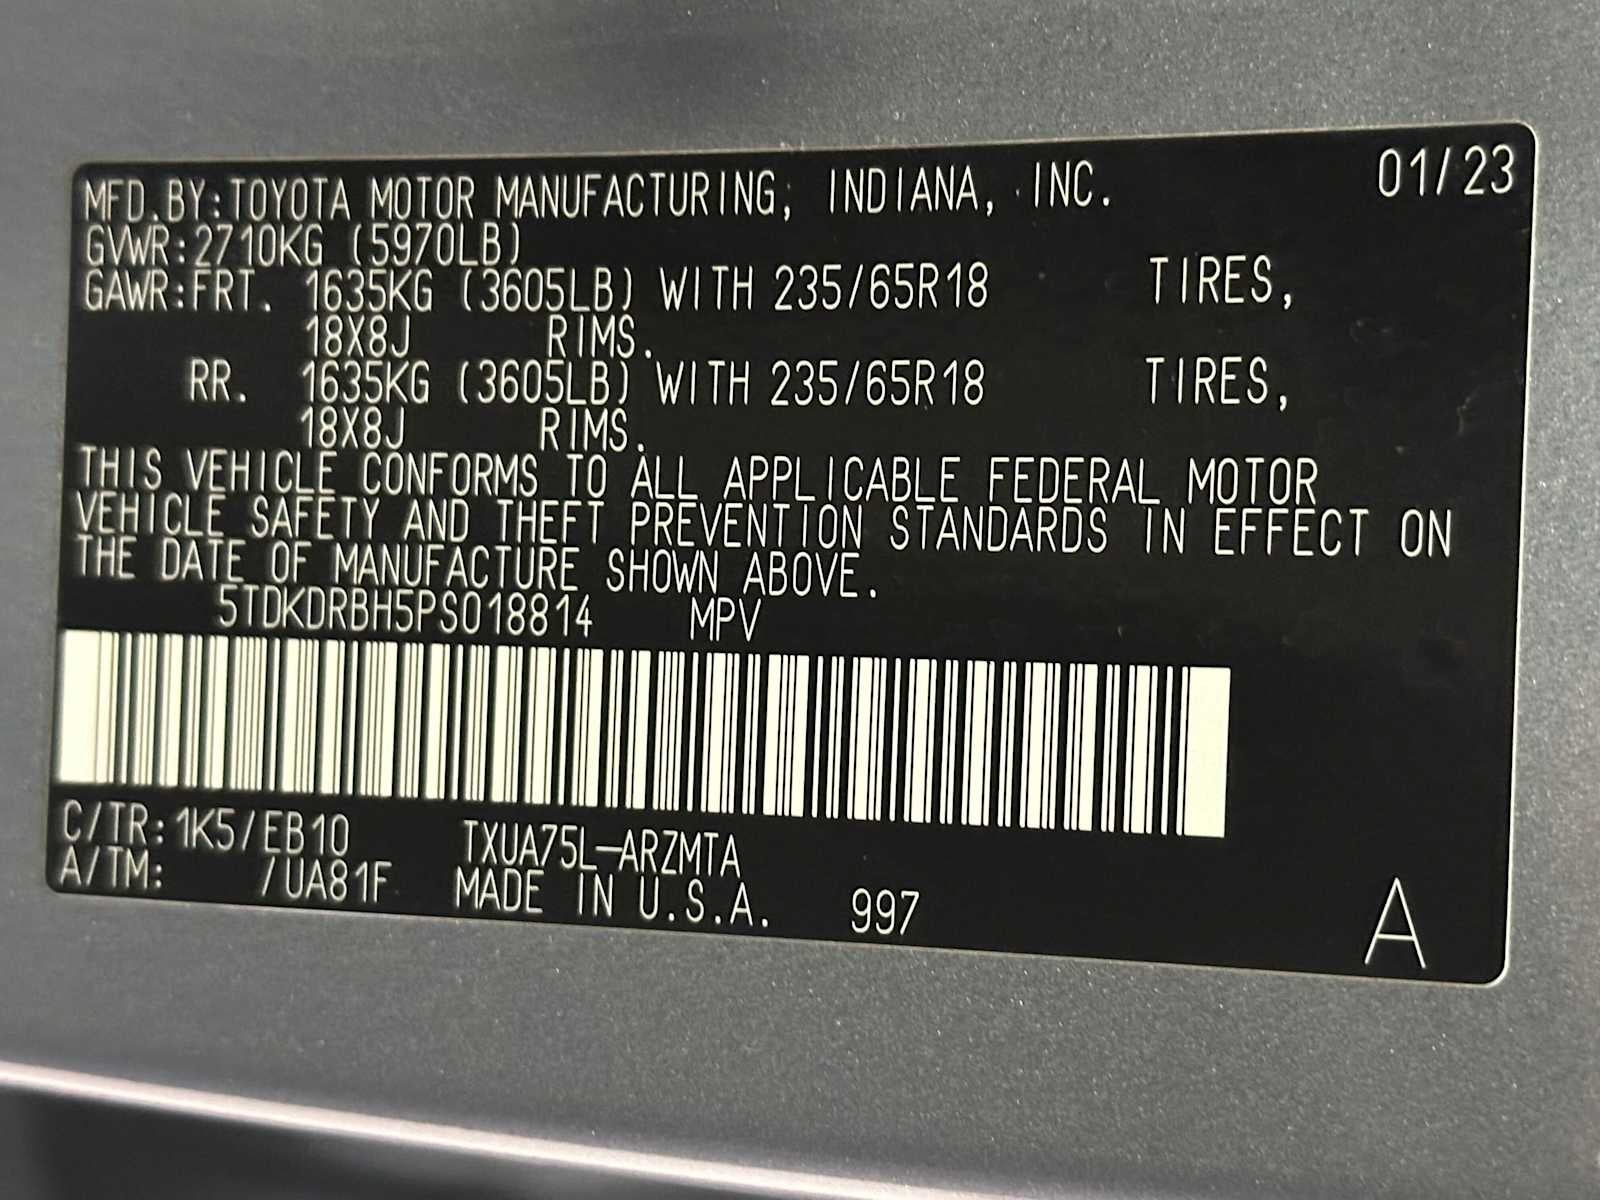 MFD.BY:TOYOTA MOTOR MANUFACTURING, INDIANA, INC. 01/23
GVWR:2710KG (5970LB)
GAWR:FRT. 1635KG (3605LB) WITH 235/65R18 TIRES,
18X8J RIMS.
RR. 1635KG (3605LB) WITH 235/65R18 TIRES,
18X8J RIMS.
THIS VEHICLE CONFORMS TO ALL APPLICABLE FEDERAL MOTOR
VEHICLE SAFETY AND THEFT PREVENTION STANDARDS IN EFFECT ON
THE DATE OF MANUFACTURE SHOWN ABOVE.
5TDKDRBH5PS018814 MPV
C/TR:1K5/EB10 TXUA75L-ARZMTA
A/TM: /UA81F MADE IN U.S.A. 997 A